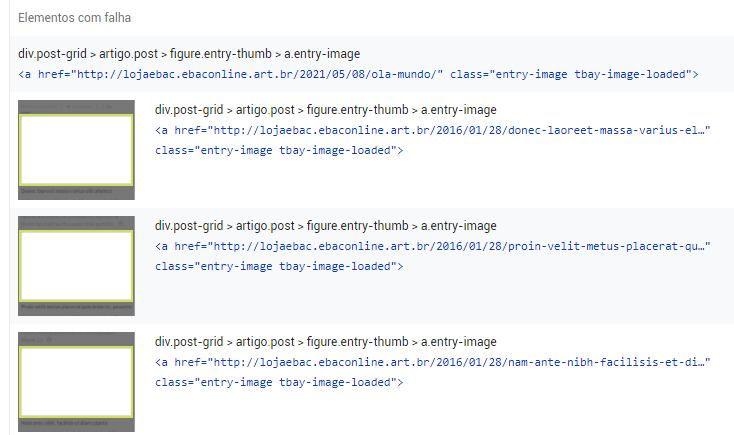 Elementos com falha
div.post-grid > artigo.post > figure.entry-thumb > a.entry-image
<a href="http://lojaebac.ebaconline.art.br/2021/05/08/ola-mundo/" class="entry-image tbay-image-loaded">
div.post-grid > artigo.post > figure.entry-thumb > a.entry-image
<a href="http://lojaebac.ebaconline.art.br/2016/01/28/donec-laoreet-massa-varius-el…"
class="entry-image tbay-image-loaded">
div.post-grid > artigo.post > figure.entry-thumb > a.entry-image
<a href="http://lojaebac.ebaconline.art.br/2016/01/28/proin-velit-metus-placerat-qu…"
class="entry-image tbay-image-loaded">
div.post-grid > artigo.post > figure.entry-thumb > a.entry-image
<a href="http://lojaebac.ebaconline.art.br/2016/01/28/nam-ante-nibh-facilisis-et-di…"
class="entry-image tbay-image-loaded">